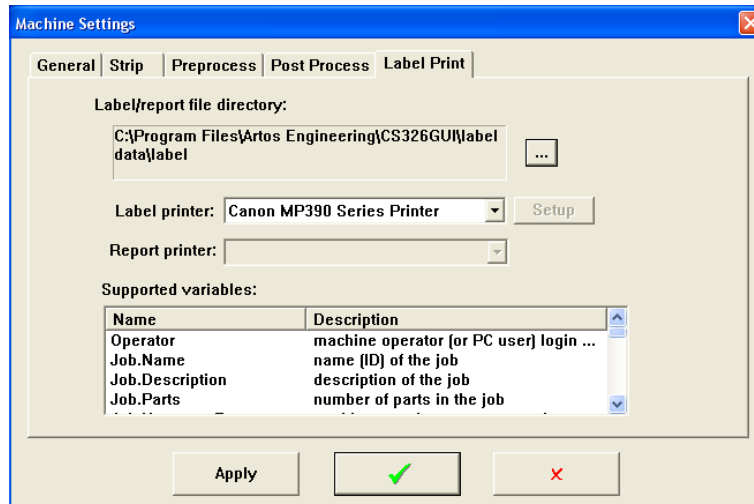 Machine Settings
General Strip Preprocess Post Process Label Print
Label/report file directory:
C:\Program Files\Artos Engineering\CS326GUI\label
data\label
...
Label printer: Canon MP390 Series Printer Setup
Report printer:
Supported variables:
Name Description
Operator machine operator (or PC user) login ...
Job.Name name (ID) of the job
Job.Description description of the job
Job.Parts number of parts in the job
Apply